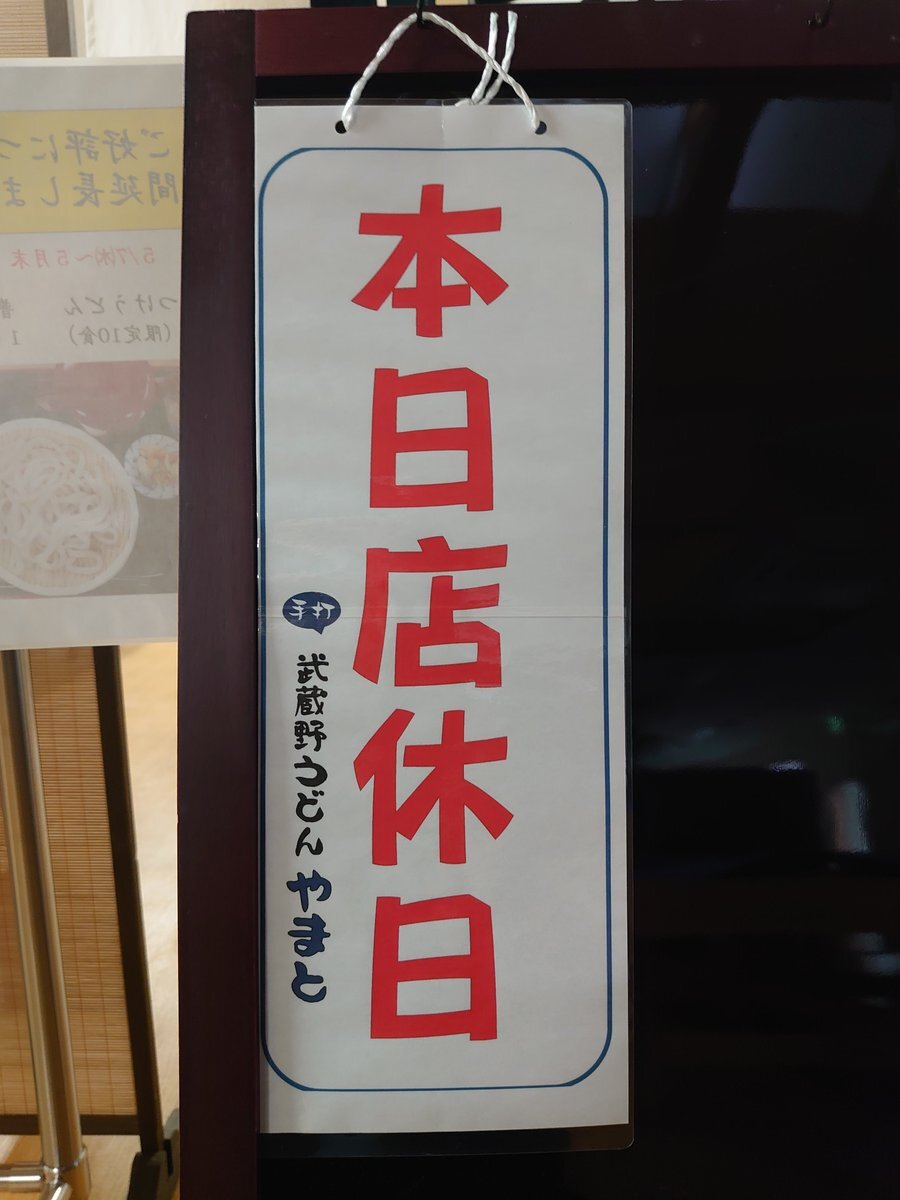 本日店休日
手打
武蔵野うどん やまと
ご好評につ
間延長しま
5/7㈬～5月末
つけうどん
(限定10食)